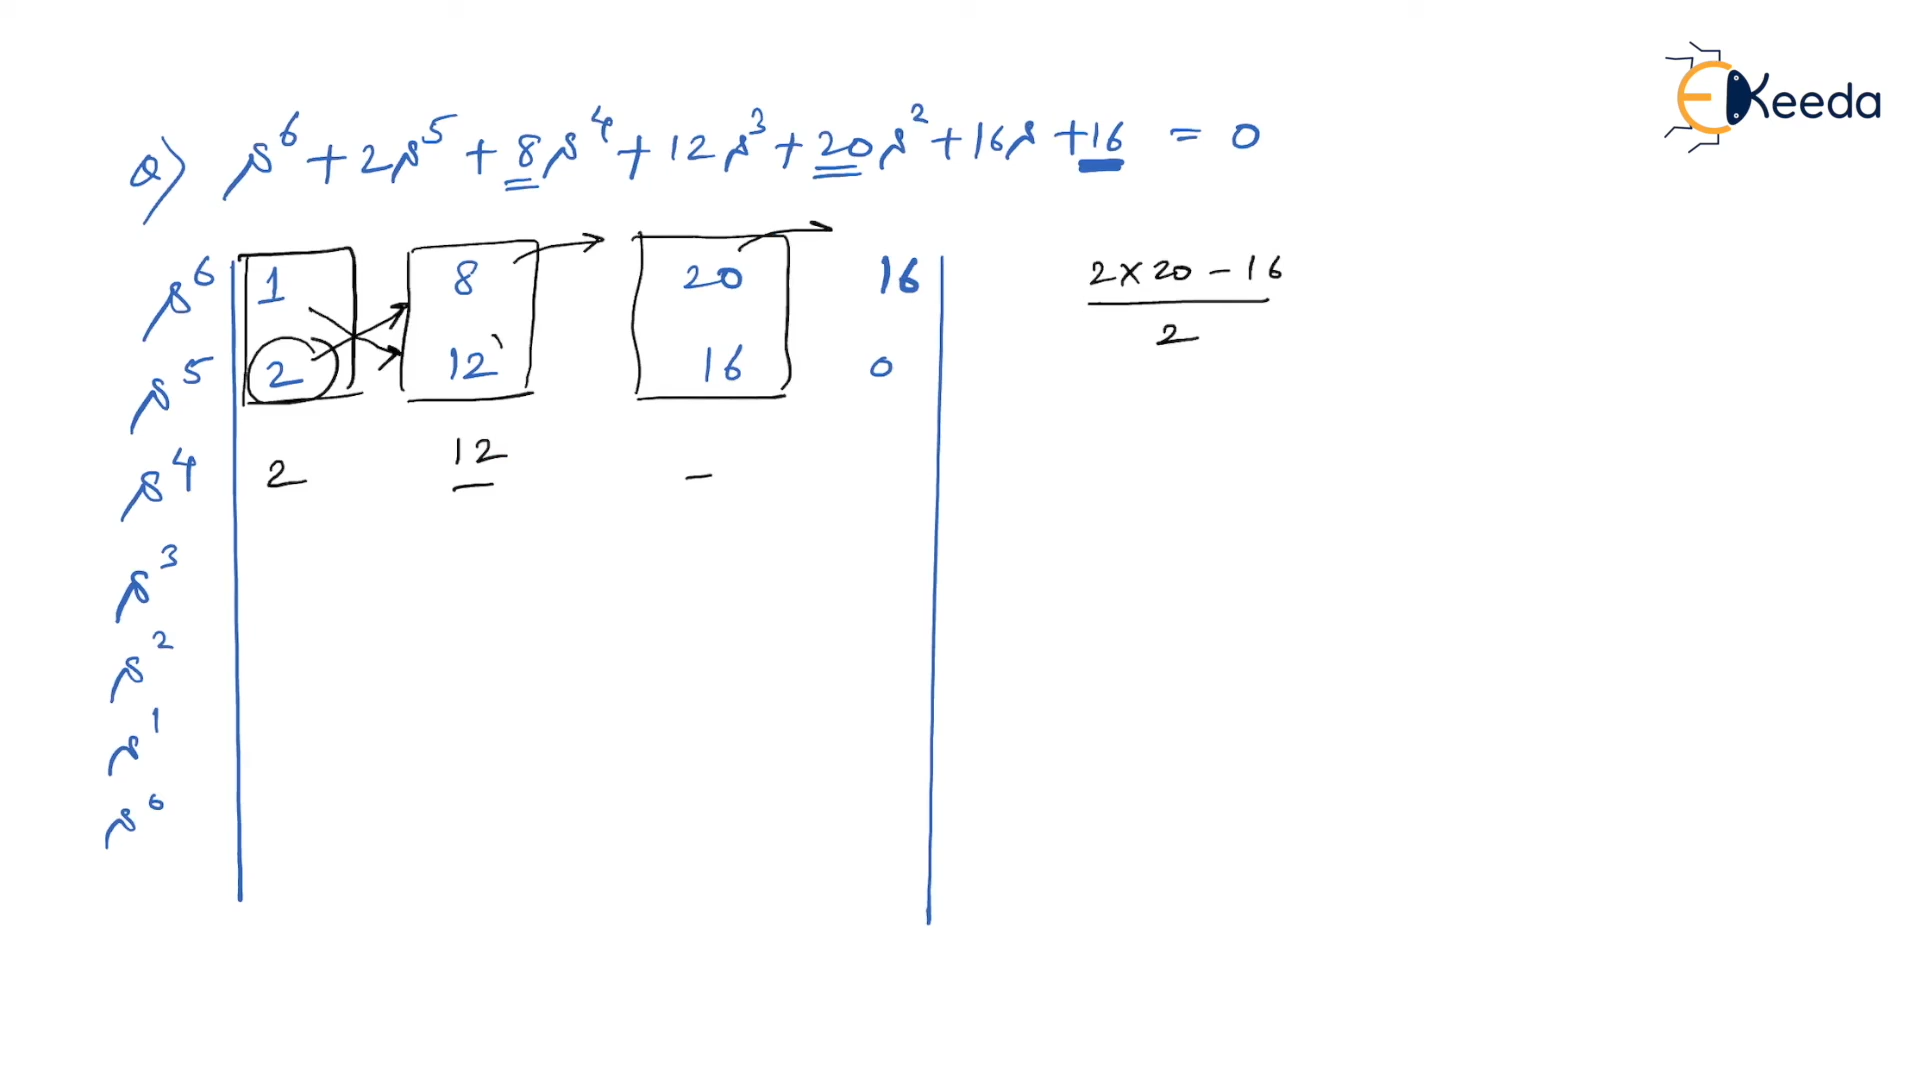 EKeeda
a) s⁶ + 2s⁵ + 8s⁴ + 12s³ + 20s² + 16s + 16 = 0
s⁶ 1 8 20 16
2 × 20 − 16
2
s⁵ 2 12 16 0
s⁴ 2 12 −
s³
s²
s¹
s⁰